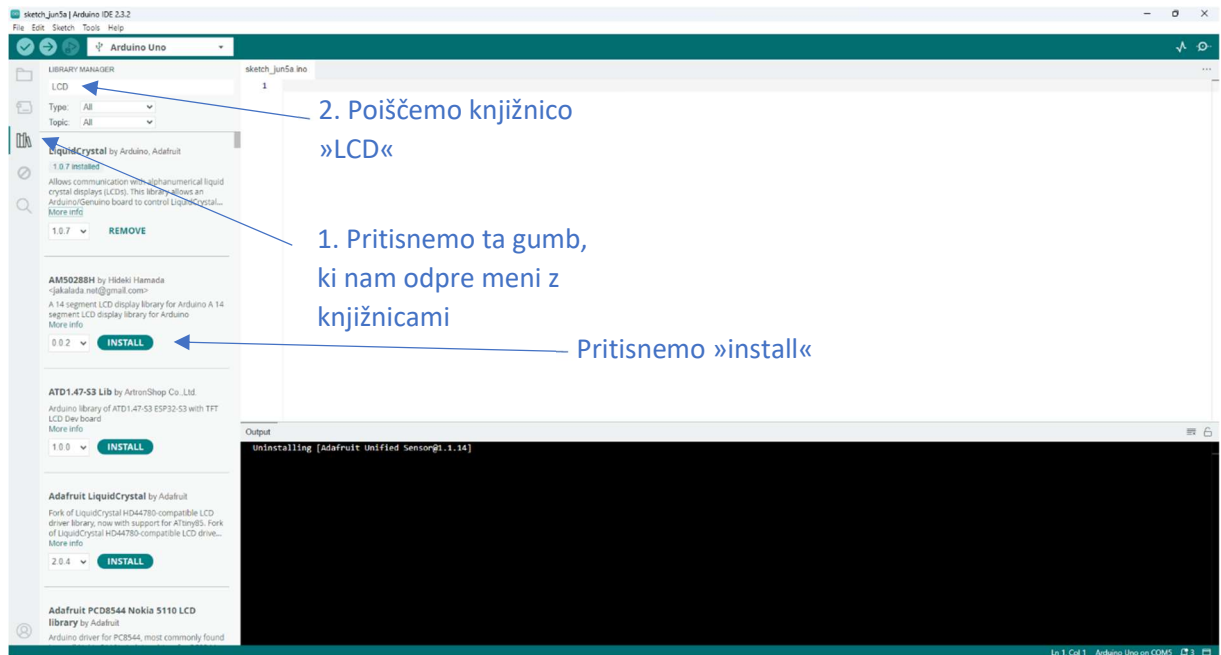 sketch_jun5a | Arduino IDE 2.3.2
File Edit Sketch Tools Help
Arduino Uno
LIBRARY MANAGER
LCD
Type: All
Topic: All
LiquidCrystal by Arduino, Adafruit
1.0.7 installed
Allows communication with alphanumerical liquid
crystal displays (LCDs). This library allows an
Arduino/Genuino board to control LiquidCrystal...
More info
1.0.7 REMOVE
AM50288H by Hideki Hamada
<jakalada.net@gmail.com>
A 14 segment LCD display library for Arduino A 14
segment LCD display library for Arduino
More info
0.0.2 INSTALL
ATD1.47-S3 Lib by ArtronShop Co.,Ltd.
Arduino library of ATD1.47-S3 ESP32-S3 with TFT
LCD Dev board
More info
1.0.0 INSTALL
Adafruit LiquidCrystal by Adafruit
Fork of LiquidCrystal HD44780-compatible LCD
driver library, now with support for ATtiny85. Fork
of LiquidCrystal HD44780-compatible LCD drive...
More info
2.0.4 INSTALL
Adafruit PCD8544 Nokia 5110 LCD
library by Adafruit
Arduino driver for PC8544, most commonly found
sketch_jun5a.ino
1
2. Poiščemo knjižnico
»LCD«
1. Pritisnemo ta gumb,
ki nam odpre meni z
knjižnicami
Pritisnemo »install«
Output
Uninstalling [Adafruit Unified Sensor@1.1.14]
Ln 1, Col 1 Arduino Uno on COM5 3